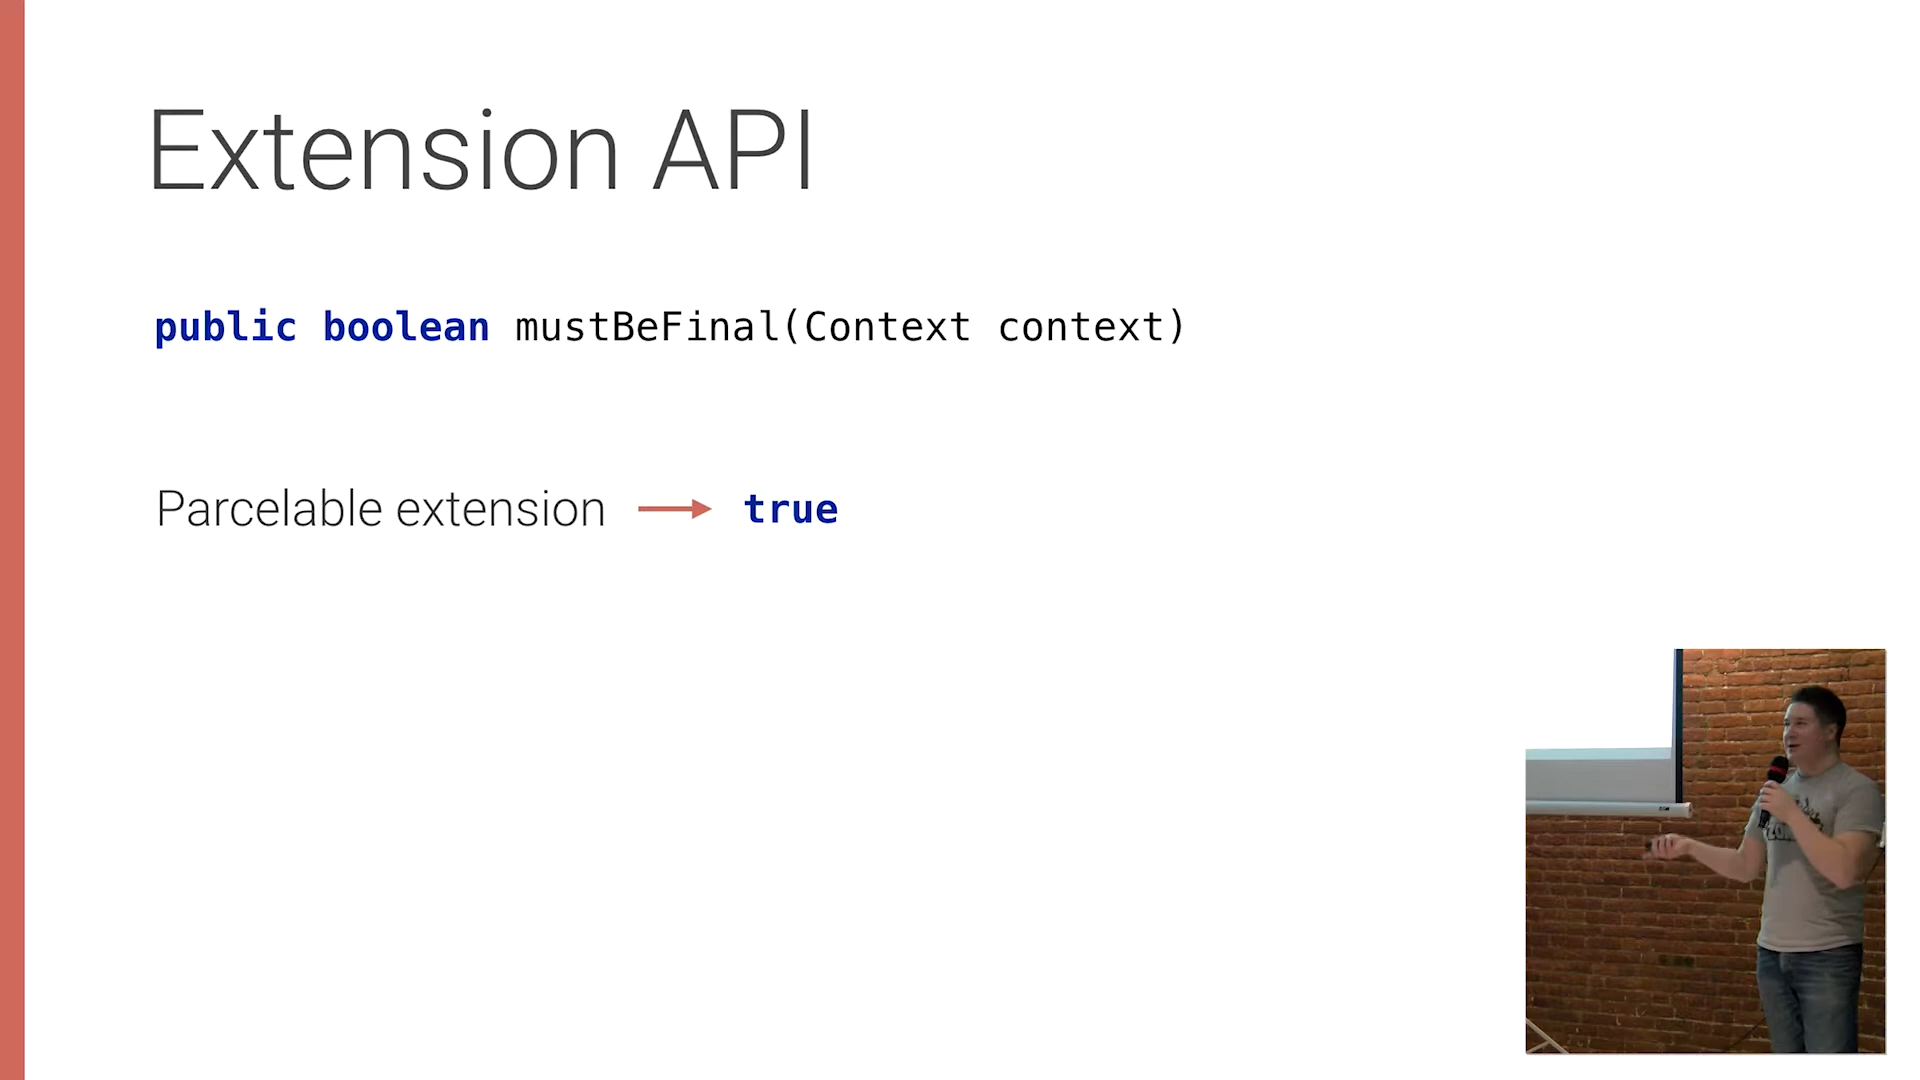 Extension API
public boolean mustBeFinal(Context context)
Parcelable extension → true